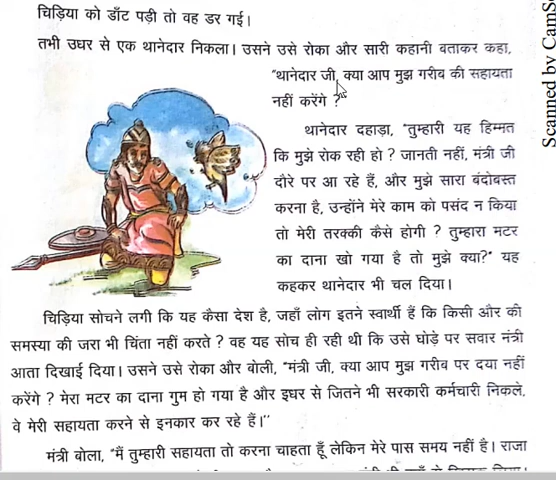 चिड़िया को डाँट पड़ी तो वह डर गई।
तभी उधर से एक थानेदार निकला। उसने उसे रोका और सारी कहानी बताकर कहा,
"थानेदार जी, क्या आप मुझ गरीब की सहायता
नहीं करेंगे ?"
थानेदार दहाड़ा, "तुम्हारी यह हिम्मत
कि मुझे रोक रही हो ? जानती नहीं, मंत्री जी
दौरे पर आ रहे हैं, और मुझे सारा बंदोबस्त
करना है, उन्होंने मेरे काम को पसंद न किया
तो मेरी तरक्की कैसे होगी ? तुम्हारा मटर
का दाना खो गया है तो मुझे क्या?" यह
कहकर थानेदार भी चल दिया।
चिड़िया सोचने लगी कि यह कैसा देश है, जहाँ लोग इतने स्वार्थी हैं कि किसी और की
समस्या की जरा भी चिंता नहीं करते ? वह यह सोच ही रही थी कि उसे घोड़े पर सवार मंत्री
आता दिखाई दिया। उसने उसे रोका और बोली, "मंत्री जी, क्या आप मुझ गरीब पर दया नहीं
करेंगे ? मेरा मटर का दाना गुम हो गया है और इधर से जितने भी सरकारी कर्मचारी निकले,
वे मेरी सहायता करने से इनकार कर रहे हैं।''
मंत्री बोला, "मैं तुम्हारी सहायता तो करना चाहता हूँ लेकिन मेरे पास समय नहीं है। राजा
Scanned by CamS